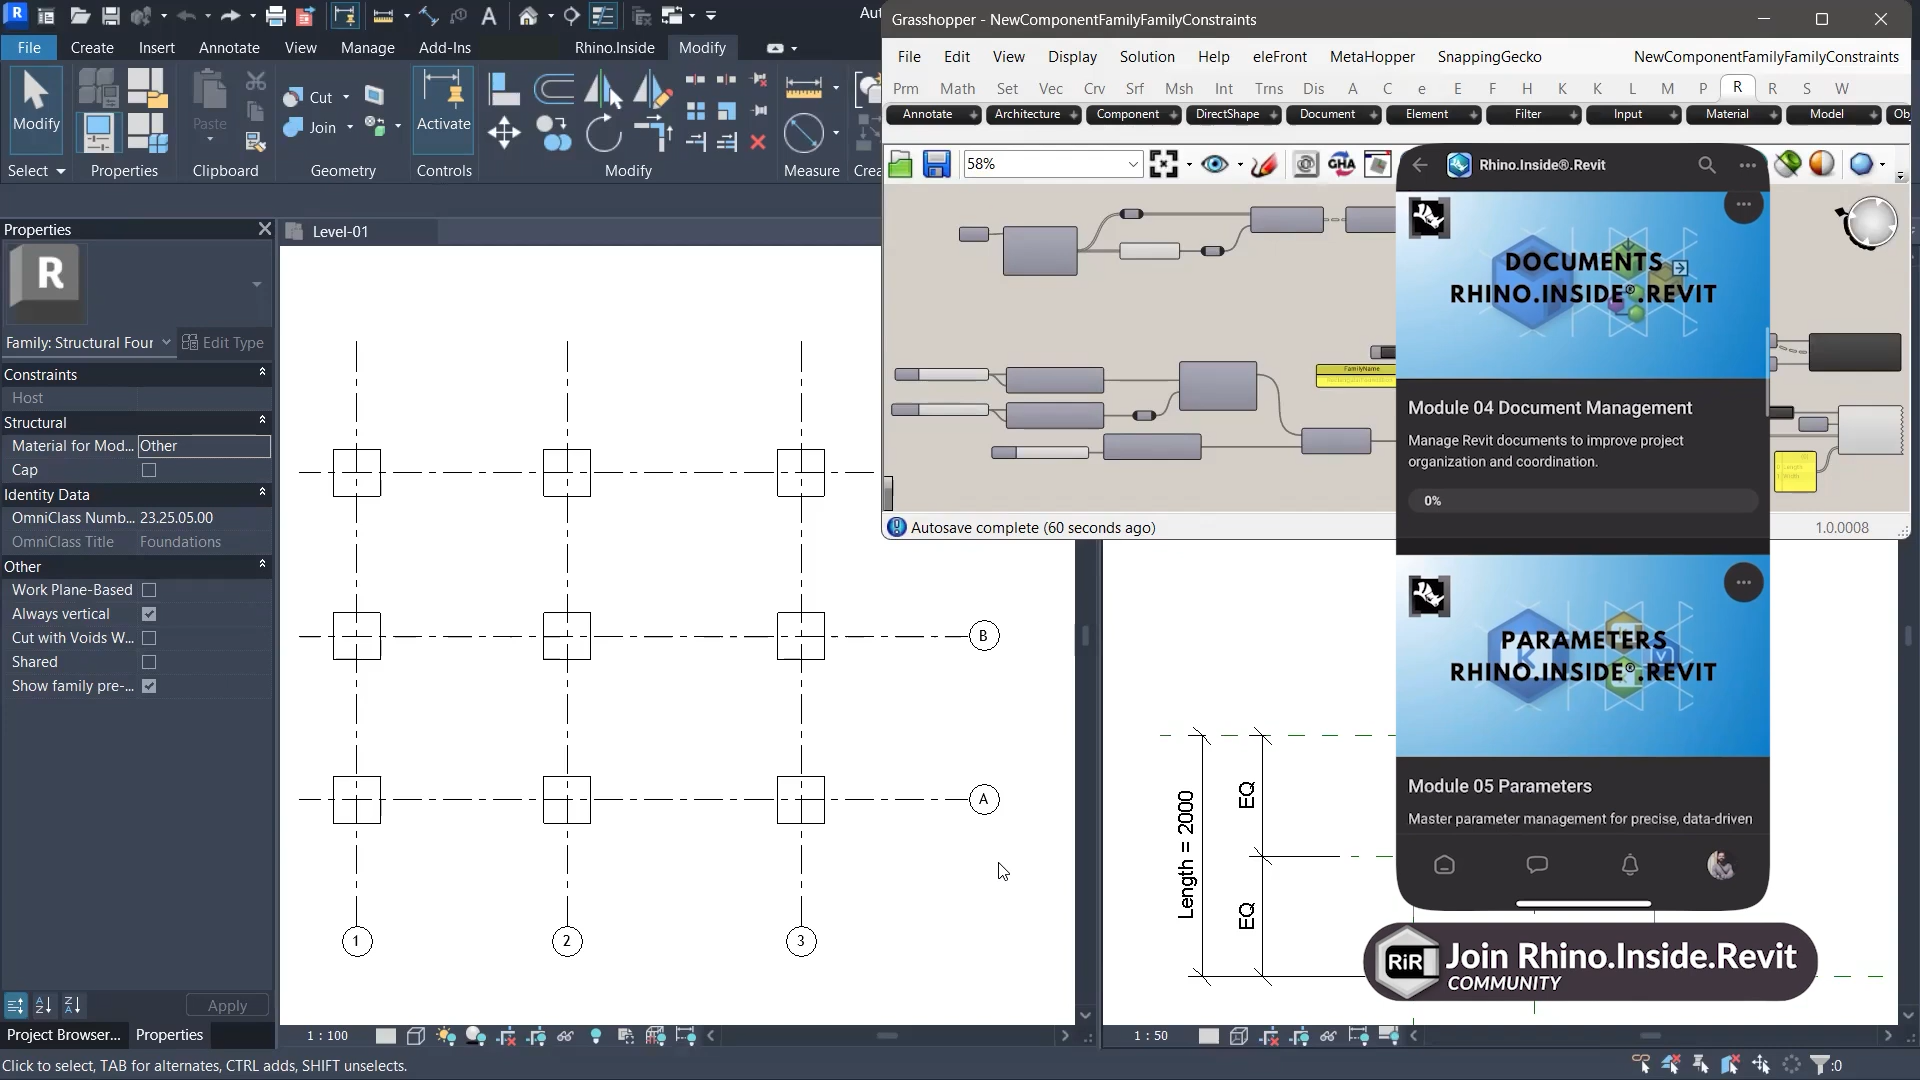 File
Create
Insert
Annotate
View
Manage
Add-Ins
Rhino.Inside
Modify
Modify
Select
Properties
Paste
Clipboard
Cut
Join
Geometry
Activate
Controls
Modify
Measure
Grasshopper - NewComponentFamilyFamilyConstraints
File Edit View Display Solution Help eleFront MetaHopper SnappingGecko NewComponentFamilyFamilyConstraints
Prm Math Set Vec Crv Srf Msh Int Trns Dis A C e E F H K K L M P R R S W
Annotate Architecture Component DirectShape Document Element Filter Input Material Model
58%
GHA
FamilyName
Autosave complete (60 seconds ago)
1.0.0008
Properties
R
Family: Structural Four
Edit Type
Constraints
Host
Structural
Material for Mod... Other
Cap
Identity Data
OmniClass Numb... 23.25.05.00
OmniClass Title Foundations
Other
Work Plane-Based
Always vertical
Cut with Voids W...
Shared
Show family pre-...
Apply
Project Browser...
Properties
Level-01
B
A
1
2
3
1 : 100
Length = 2000
EQ
EQ
1 : 50
Rhino.Inside®.Revit
DOCUMENTS
RHINO.INSIDE®.REVIT
Module 04 Document Management
Manage Revit documents to improve project
organization and coordination.
0%
PARAMETERS
RHINO.INSIDE®.REVIT
Module 05 Parameters
Master parameter management for precise, data-driven
RiR
Join Rhino.Inside.Revit
COMMUNITY
Click to select, TAB for alternates, CTRL adds, SHIFT unselects.
:0